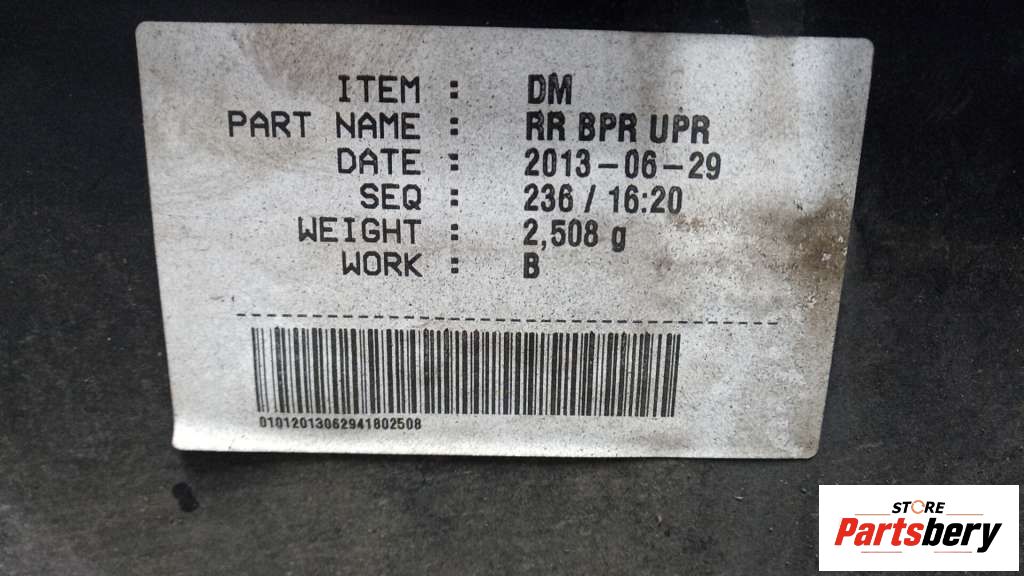 ITEM : DM
PART NAME : RR BPR UPR
DATE : 2013-06-29
SEQ : 236 / 16:20
WEIGHT : 2,508 g
WORK : B
01012013062941802508
STORE
Partsbery